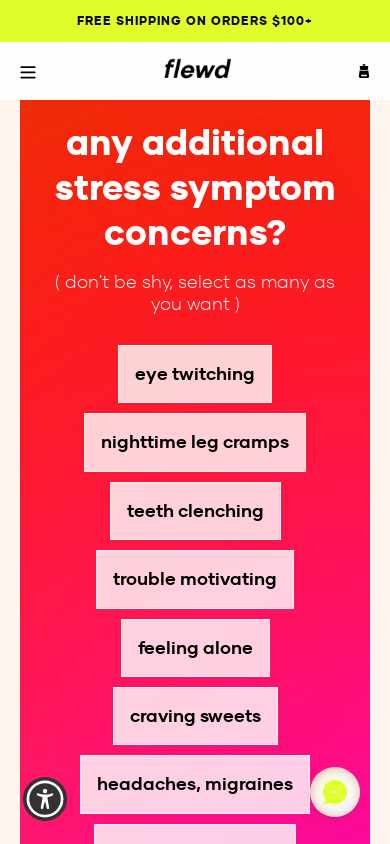 FREE SHIPPING ON ORDERS $100+
flewd
any additional
stress symptom
concerns?
( don't be shy, select as many as
you want )
eye twitching
nighttime leg cramps
teeth clenching
trouble motivating
feeling alone
craving sweets
headaches, migraines